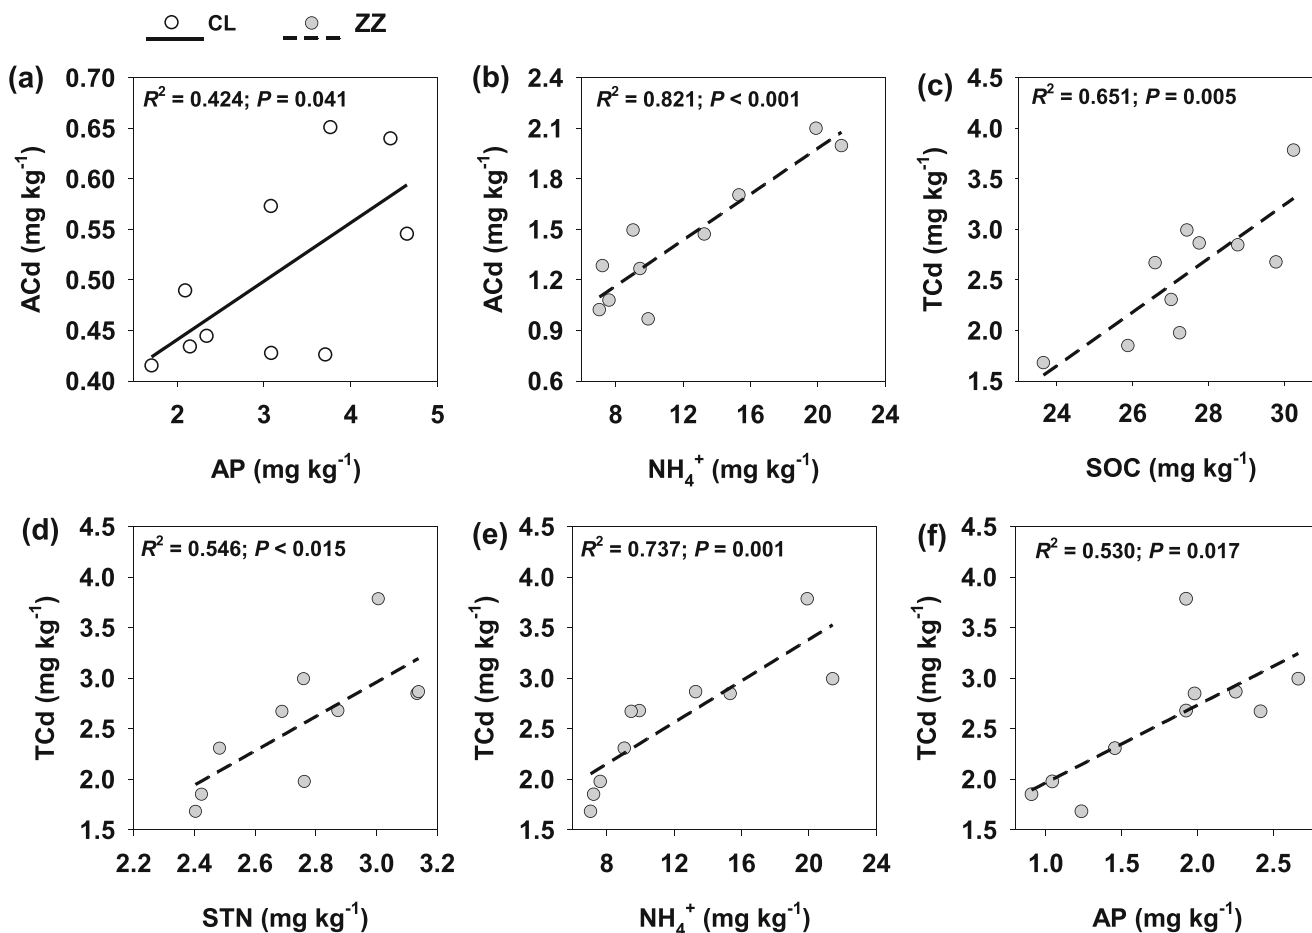 CL ZZ
(a)
R² = 0.424; P = 0.041
0.70
0.65
0.60
0.55
0.50
0.45
0.40
ACd (mg kg⁻¹)
2 3 4 5
AP (mg kg⁻¹)
(b)
R² = 0.821; P < 0.001
2.4
2.1
1.8
1.5
1.2
0.9
0.6
ACd (mg kg⁻¹)
8 12 16 20 24
NH₄⁺ (mg kg⁻¹)
(c)
R² = 0.651; P = 0.005
4.5
4.0
3.5
3.0
2.5
2.0
1.5
TCd (mg kg⁻¹)
24 26 28 30
SOC (mg kg⁻¹)
(d)
R² = 0.546; P < 0.015
4.5
4.0
3.5
3.0
2.5
2.0
1.5
TCd (mg kg⁻¹)
2.2 2.4 2.6 2.8 3.0 3.2
STN (mg kg⁻¹)
(e)
R² = 0.737; P = 0.001
4.5
4.0
3.5
3.0
2.5
2.0
1.5
TCd (mg kg⁻¹)
8 12 16 20 24
NH₄⁺ (mg kg⁻¹)
(f)
R² = 0.530; P = 0.017
4.5
4.0
3.5
3.0
2.5
2.0
1.5
TCd (mg kg⁻¹)
1.0 1.5 2.0 2.5
AP (mg kg⁻¹)